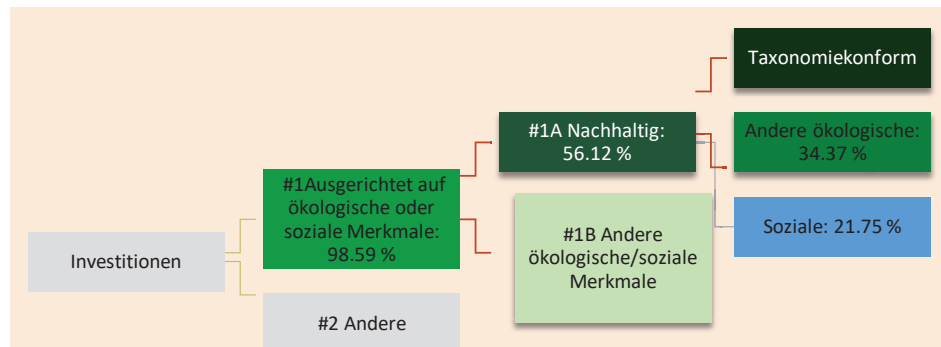 Investitionen
#1Ausgerichtet auf
ökologische oder
soziale Merkmale:
98.59 %
#2 Andere
#1A Nachhaltig:
56.12 %
#1B Andere
ökologische/soziale
Merkmale
Taxonomiekonform
Andere ökologische:
34.37 %
Soziale: 21.75 %